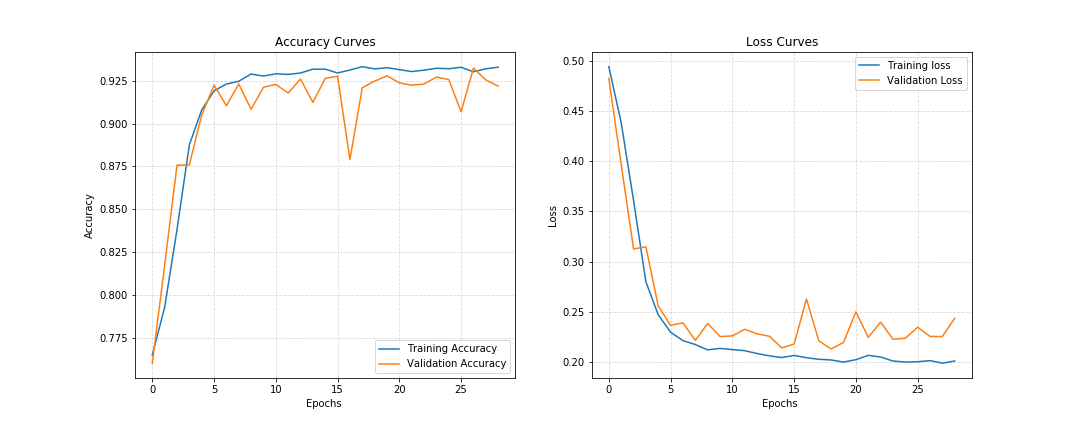 Accuracy Curves
Accuracy
0.925
0.900
0.875
0.850
0.825
0.800
0.775
0 5 10 15 20 25
Epochs
Training Accuracy
Validation Accuracy
Loss Curves
Loss
0.50
0.45
0.40
0.35
0.30
0.25
0.20
0 5 10 15 20 25
Epochs
Training loss
Validation Loss